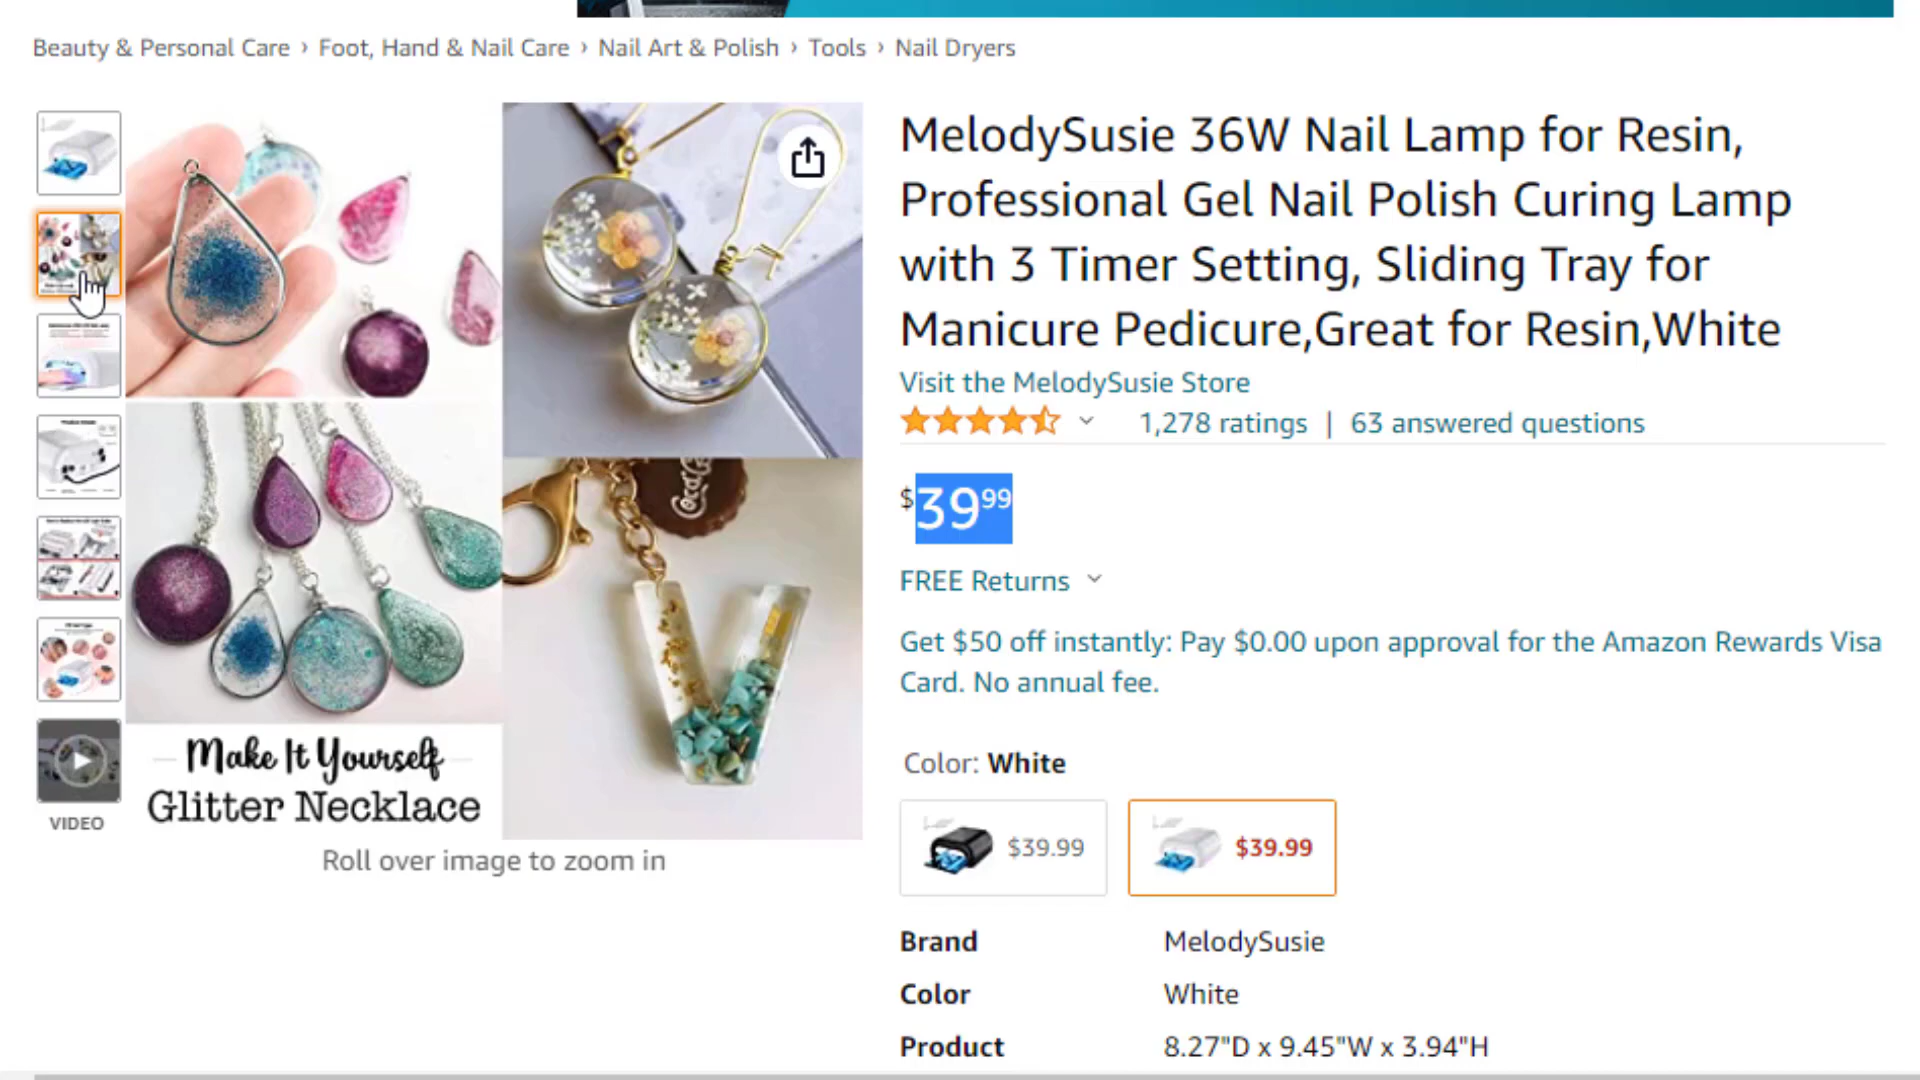 Beauty & Personal Care › Foot, Hand & Nail Care › Nail Art & Polish › Tools › Nail Dryers
MelodySusie 36W Nail Lamp for Resin,
Professional Gel Nail Polish Curing Lamp
with 3 Timer Setting, Sliding Tray for
Manicure Pedicure,Great for Resin,White
Visit the MelodySusie Store
1,278 ratings | 63 answered questions
$39.99
FREE Returns
Get $50 off instantly: Pay $0.00 upon approval for the Amazon Rewards Visa
Card. No annual fee.
Coca-C
Make It Yourself
Glitter Necklace
VIDEO
Roll over image to zoom in
Color: White
$39.99
$39.99
Brand MelodySusie
Color White
Product 8.27"D x 9.45"W x 3.94"H